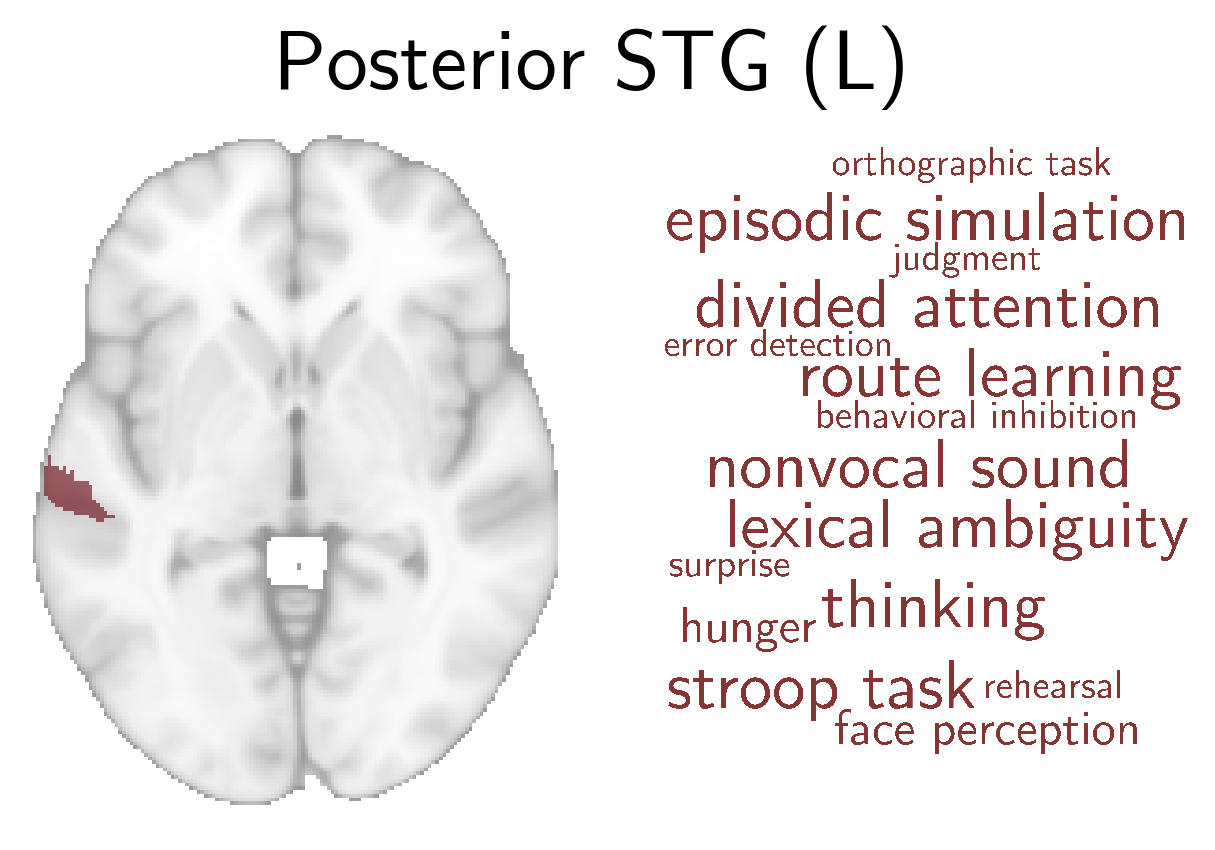 Posterior STG (L)
orthographic task
episodic simulation
judgment
divided attention
error detection
route learning
behavioral inhibition
nonvocal sound
lexical ambiguity
surprise
thinking
hunger
stroop task
rehearsal
face perception